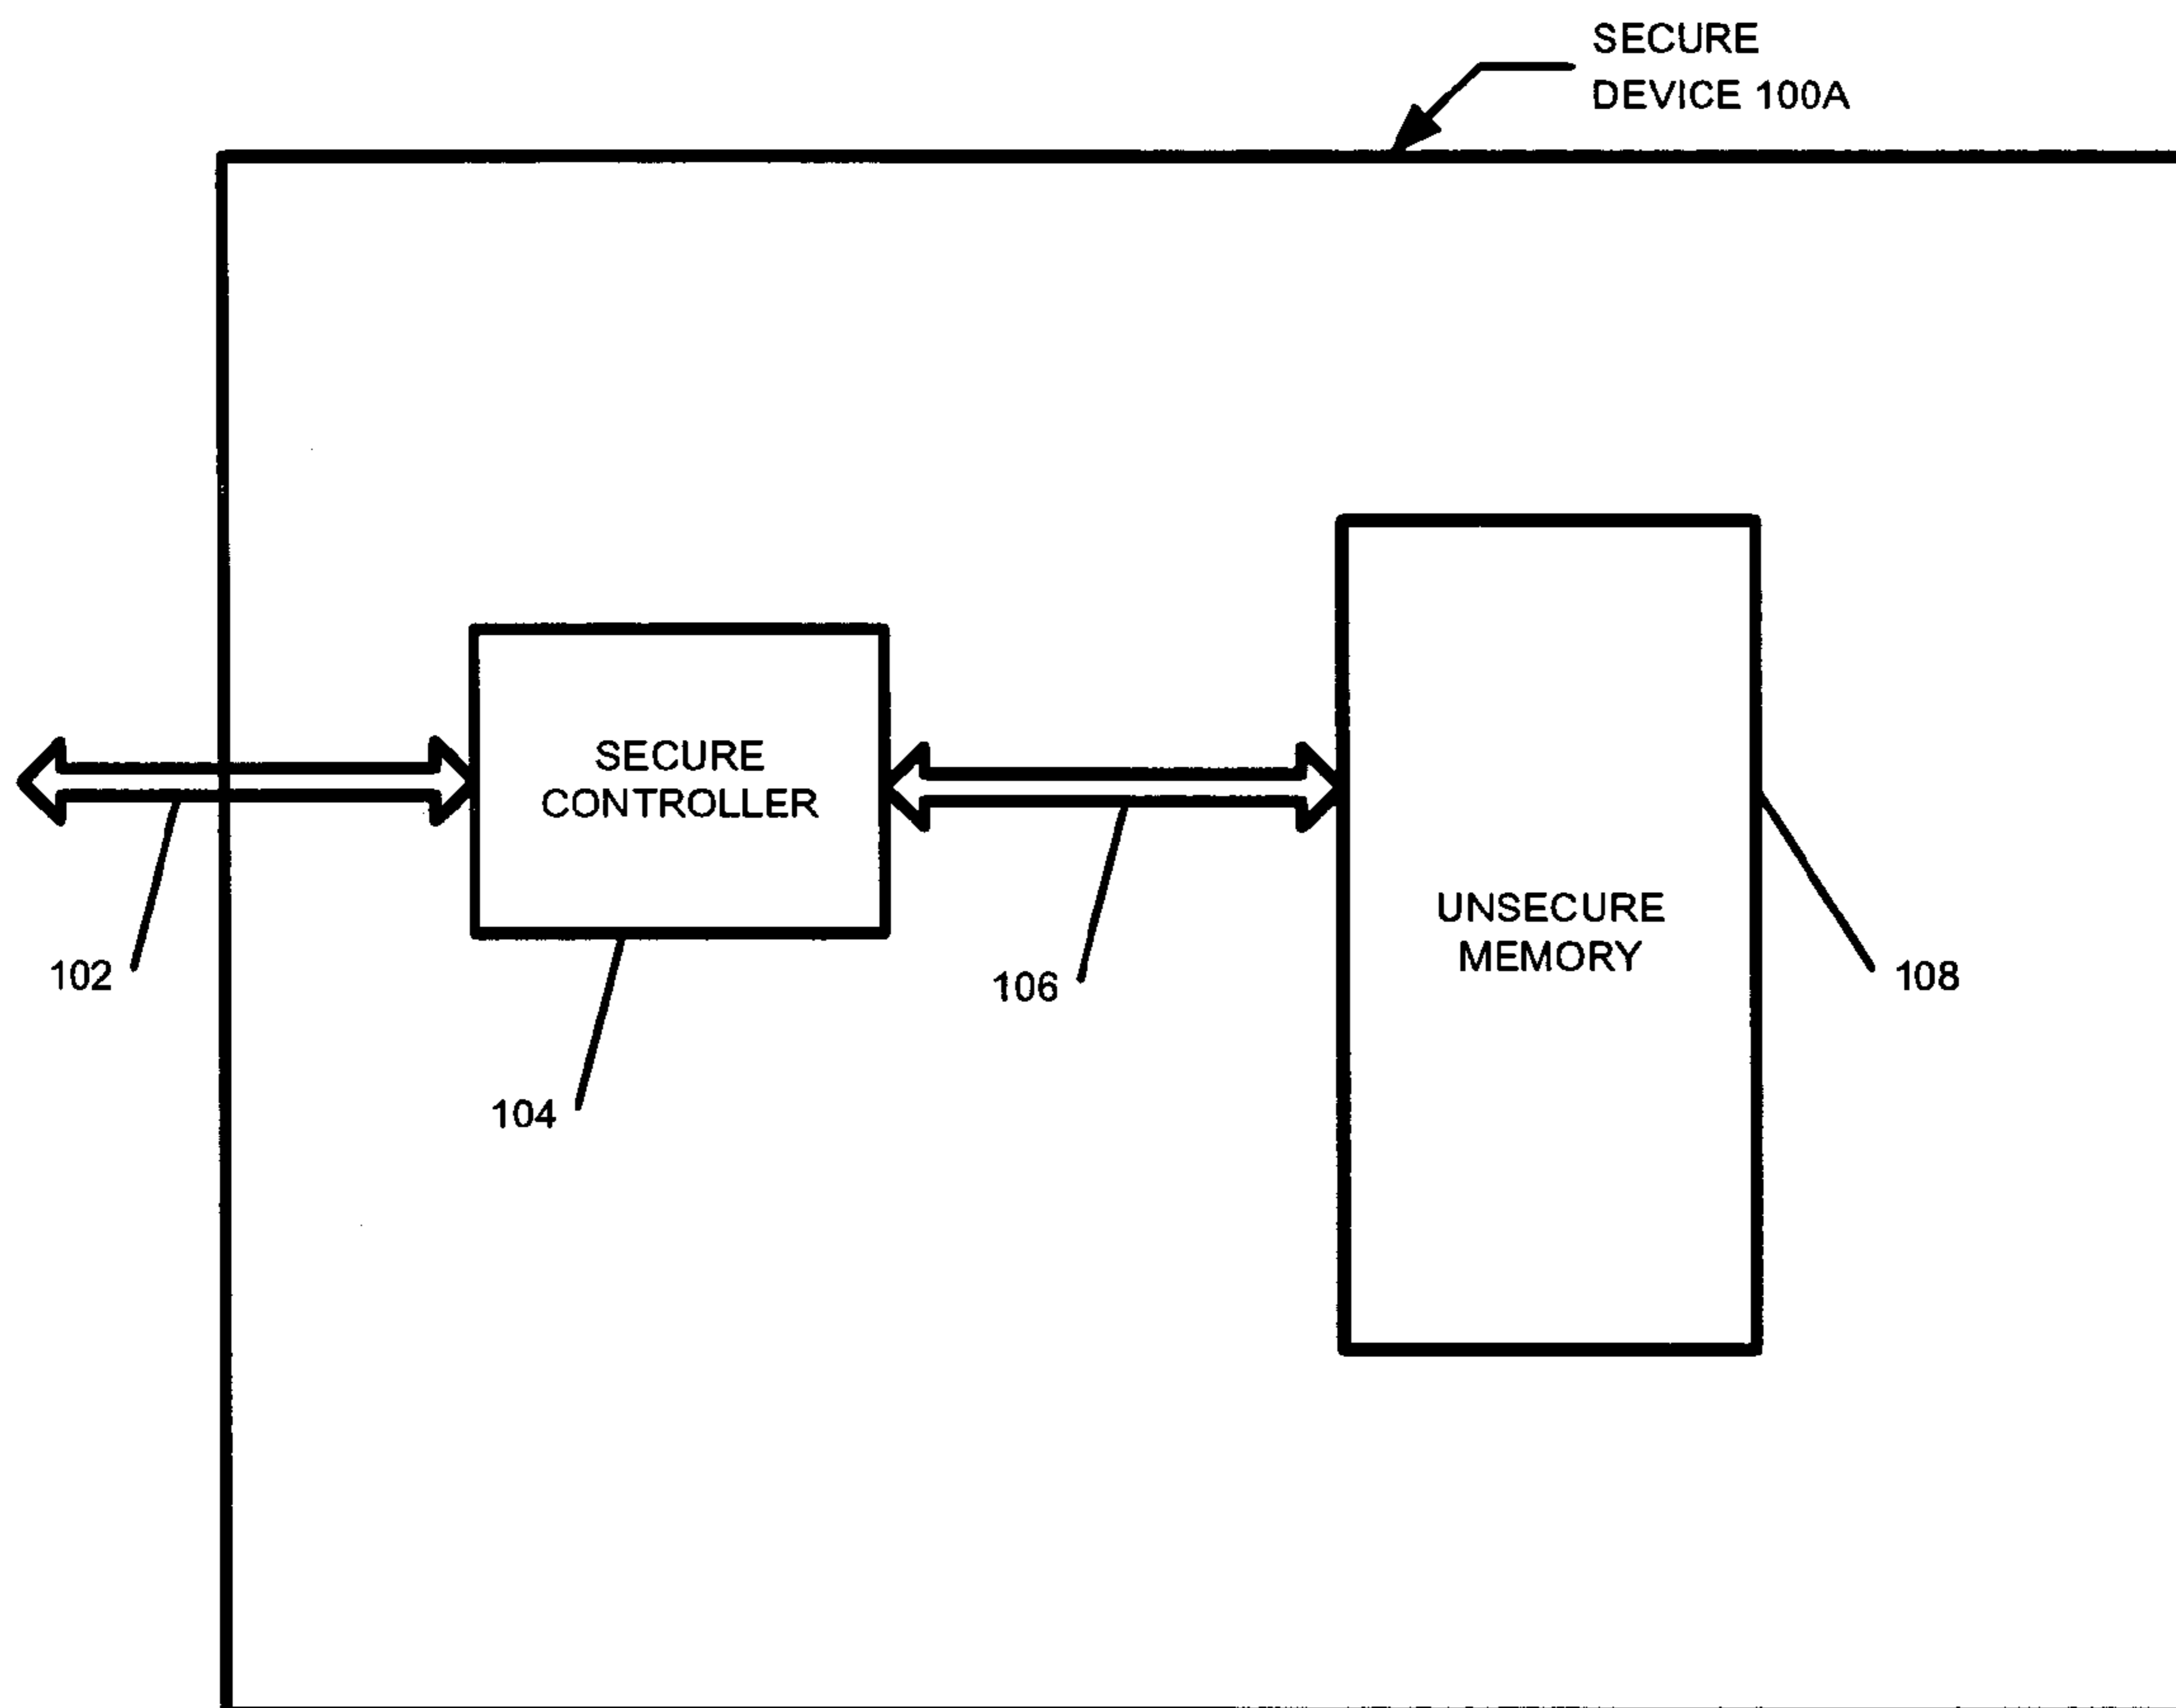 SECURE
DEVICE 100A
SECURE
CONTROLLER
UNSECURE
MEMORY
102
106
108
104